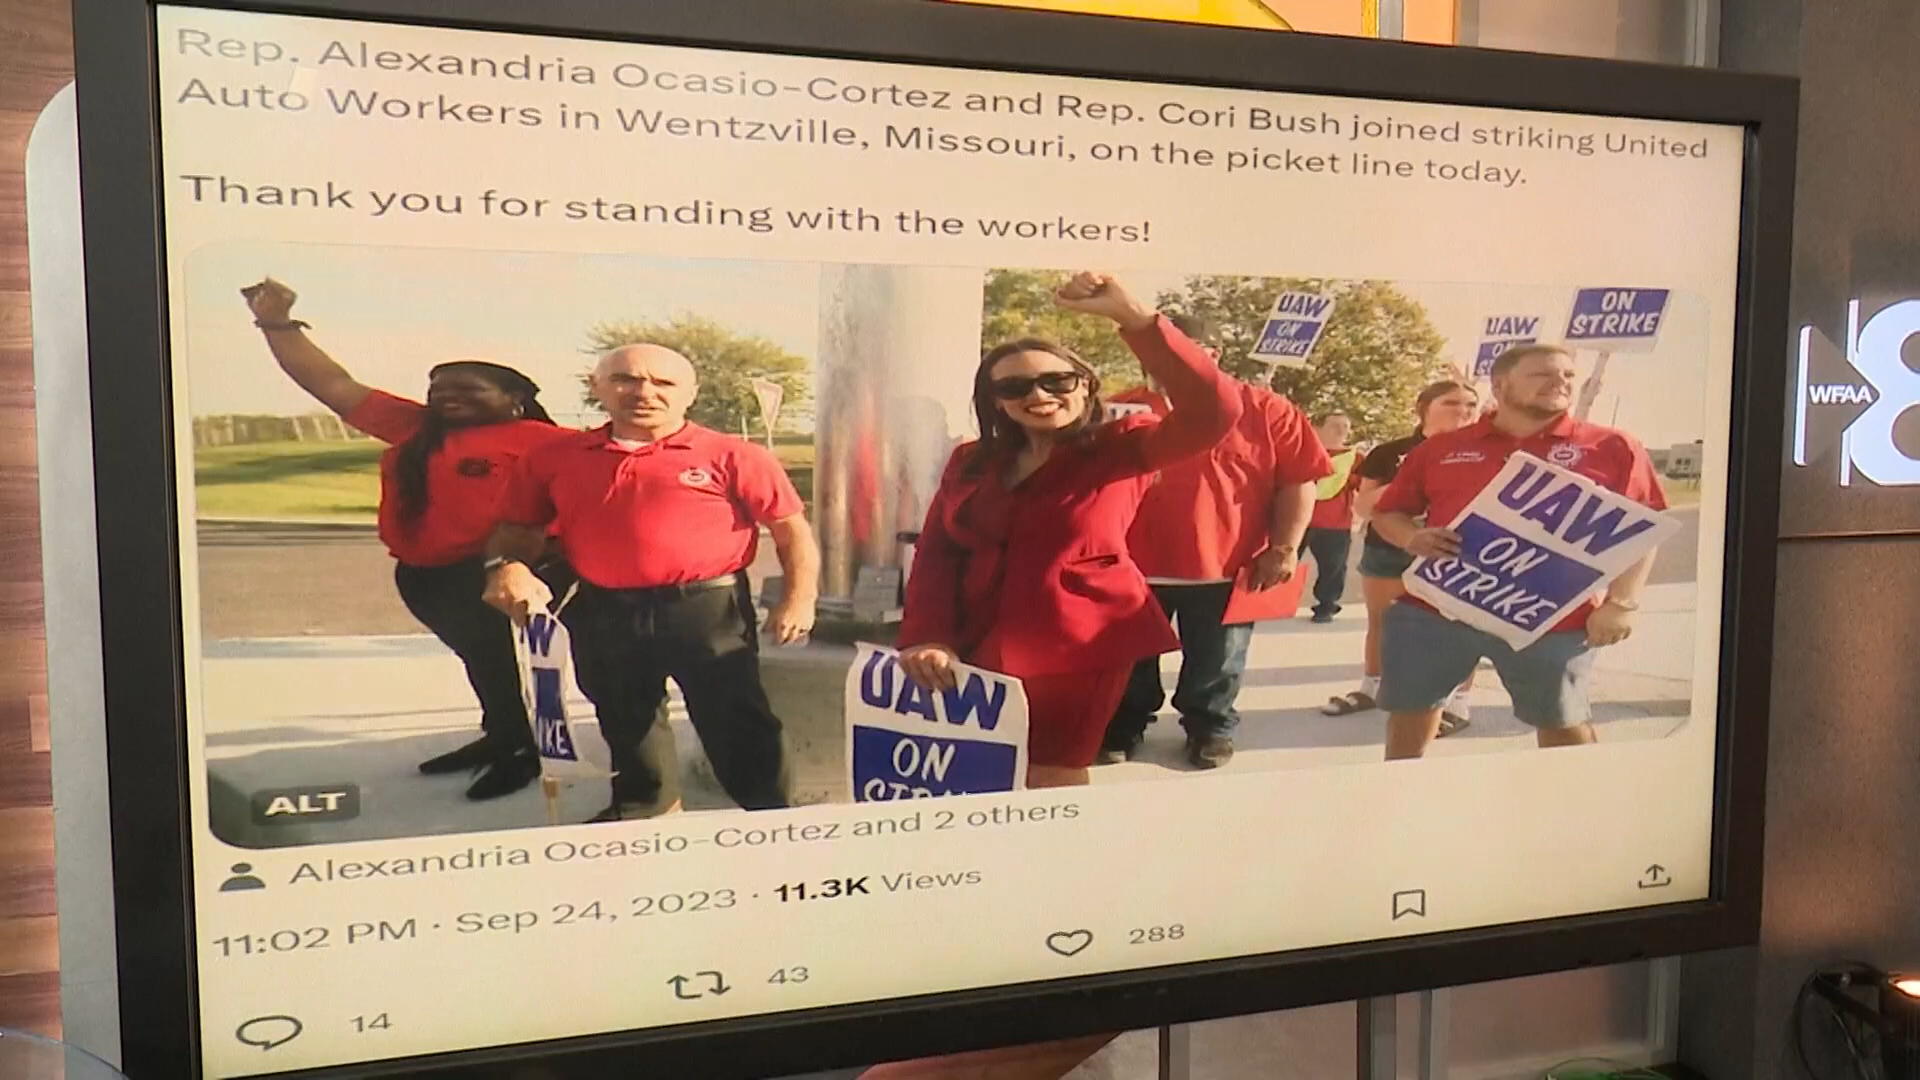 Rep. Alexandria Ocasio-Cortez and Rep. Cori Bush joined striking United
Auto Workers in Wentzville, Missouri, on the picket line today.
Thank you for standing with the workers!
UAW
ON
STRIKE
UAW
ON
ON
STRIKE
UAW
ON
STRIKE
UAW
ON
ALT
Alexandria Ocasio-Cortez and 2 others
11:02 PM · Sep 24, 2023 · 11.3K Views
14
43
288
WFAA
8